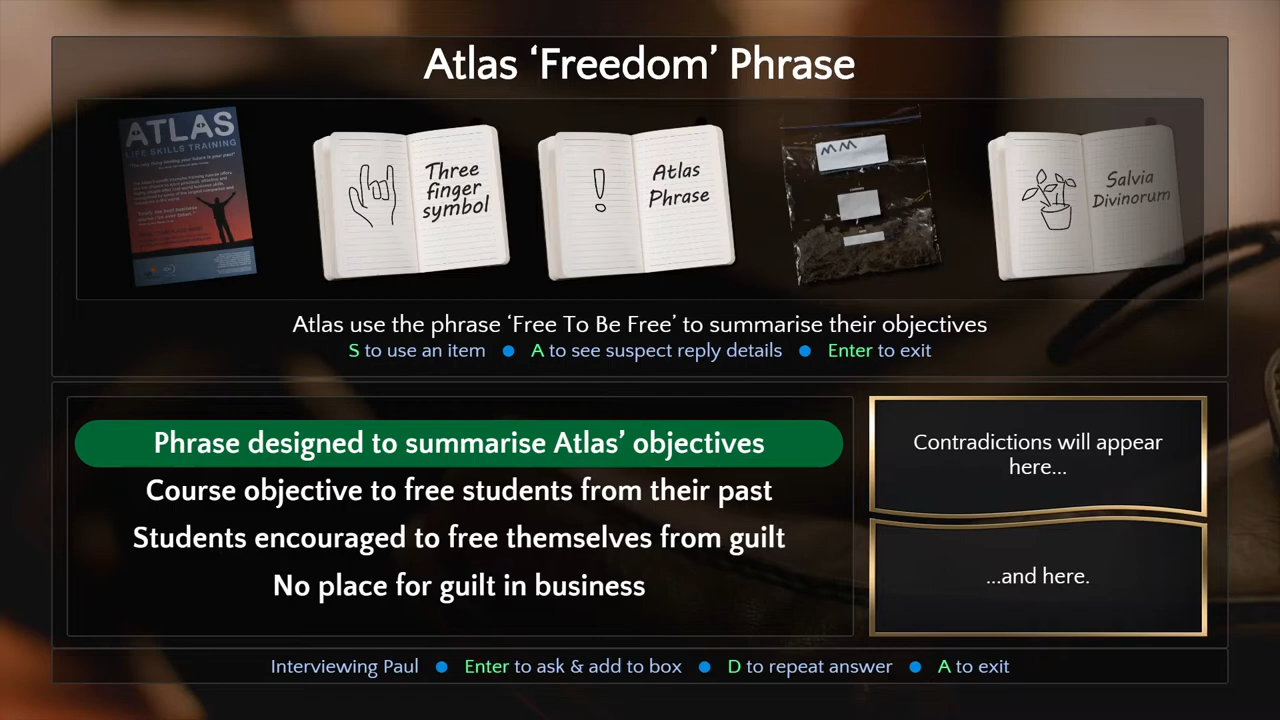 Atlas ‘Freedom’ Phrase
ATLAS
LIFE SKILLS TRAINING
Three
finger
symbol
!
Atlas
Phrase
MM
Salvia
Divinorum
Atlas use the phrase ‘Free To Be Free’ to summarise their objectives
S to use an item ● A to see suspect reply details ● Enter to exit
Phrase designed to summarise Atlas’ objectives
Course objective to free students from their past
Students encouraged to free themselves from guilt
No place for guilt in business
Contradictions will appear
here...
...and here.
Interviewing Paul ● Enter to ask & add to box ● D to repeat answer ● A to exit